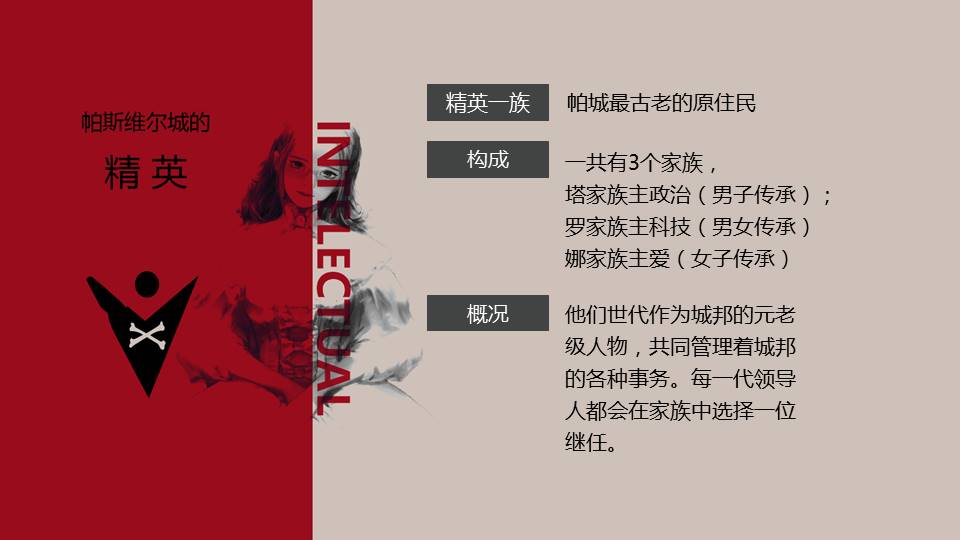 帕斯维尔城的
精 英
INTELLECTUAL
精英一族
帕城最古老的原住民
构成
一共有3个家族，
塔家族主政治（男子传承）；
罗家族主科技（男女传承）
娜家族主爱（女子传承）
概况
他们世代作为城邦的元老
级人物，共同管理着城邦
的各种事务。每一代领导
人都会在家族中选择一位
继任。